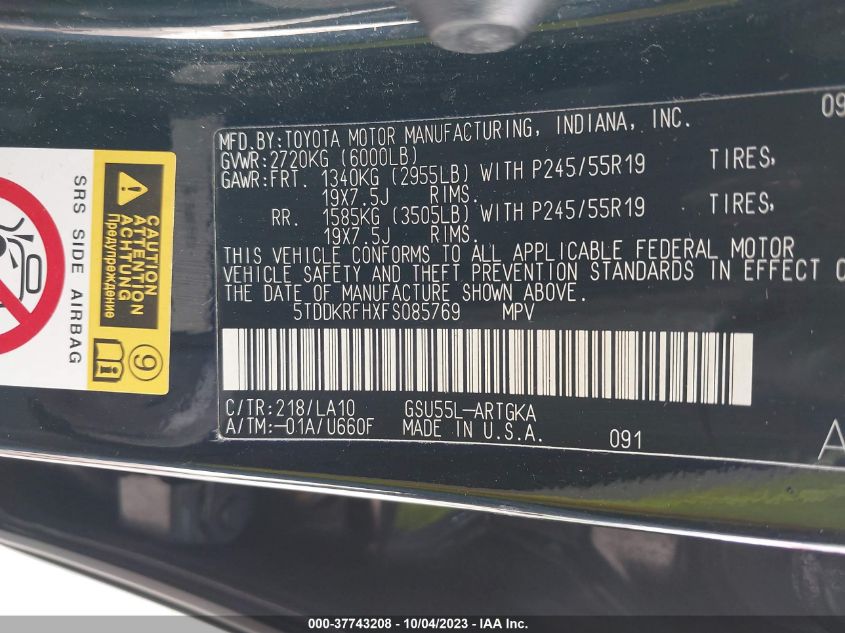 09
MFD.BY:TOYOTA MOTOR MANUFACTURING, INDIANA, INC.
GVWR:2720KG (6000LB)
GAWR:FRT. 1340KG (2955LB) WITH P245/55R19 TIRES,
19X7.5J RIMS.
RR. 1585KG (3505LB) WITH P245/55R19 TIRES,
19X7.5J RIMS.
THIS VEHICLE CONFORMS TO ALL APPLICABLE FEDERAL MOTOR
VEHICLE SAFETY AND THEFT PREVENTION STANDARDS IN EFFECT O
THE DATE OF MANUFACTURE SHOWN ABOVE.
5TDDKRFHXFS085769 MPV
C/TR:218/LA10 GSU55L-ARTGKA
A/TM:-01A/U660F MADE IN U.S.A. 091
A
SRS SIDE AIRBAG
CAUTION
ATTENTION
ACHTUNG
Предупреждение
9
000-37743208 - 10/04/2023 - IAA Inc.